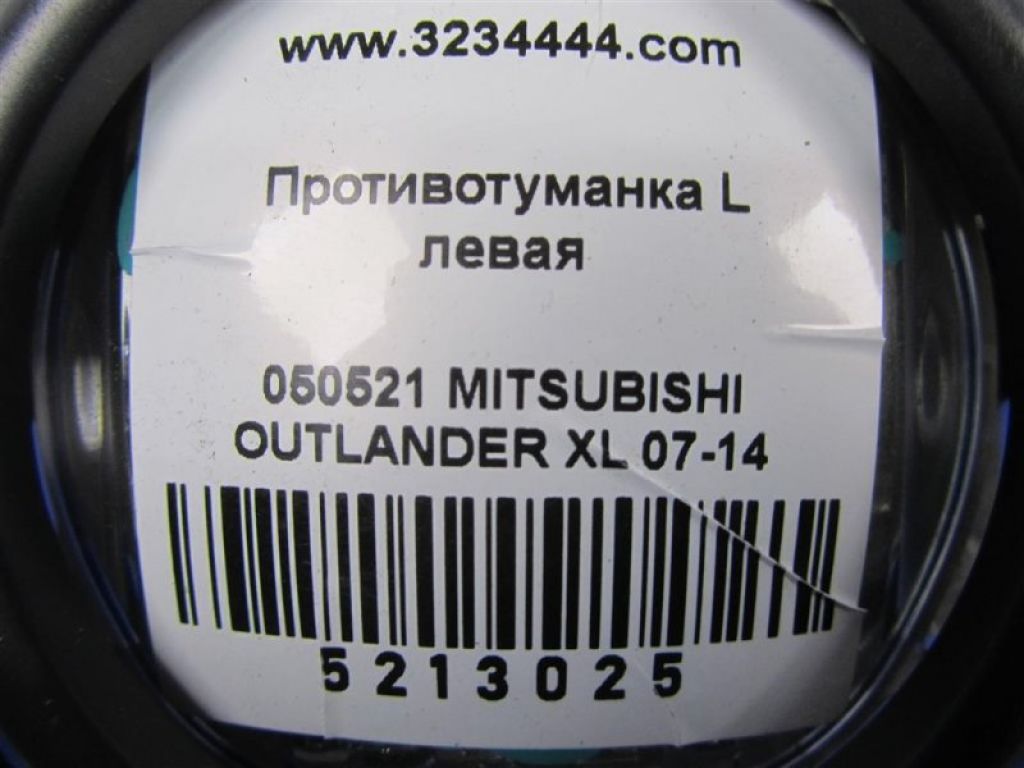 www.3234444.com
Противотуманка L
левая
050521 MITSUBISHI
OUTLANDER XL 07-14
5213025